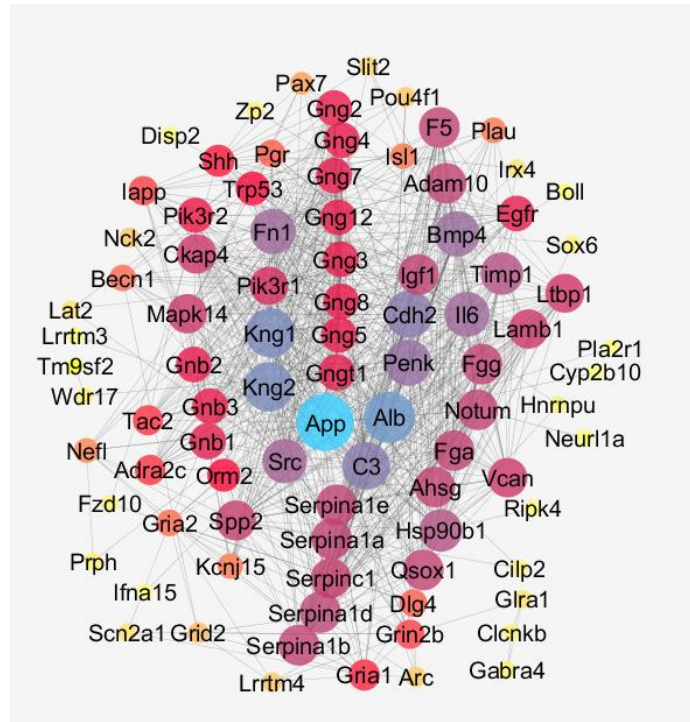 Slit2
Pax7
Pou4f1
Gng2
Zp2
F5
Plau
Disp2
Gng4
Shh
Pgr
Isl1
Irx4
Gng7
Adam10
Iapp
Trp53
Boll
Pik3r2
Gng12
Egfr
Nck2
Fn1
Bmp4
Sox6
Ckap4
Gng3
Igf1
Timp1
Becn1
Pik3r1
Ltbp1
Lat2
Mapk14
Gng8
Cdh2
Il6
Lamb1
Lrrtm3
Kng1
Gng5
Pla2r1
Tm9sf2
Gnb2
Penk
Fgg
Cyp2b10
Wdr17
Kng2
Gngt1
Gnb3
Notum
Hnrnpu
Tac2
App
Alb
Neurl1a
Nefl
Gnb1
Fga
Adra2c
Orm2
Src
C3
Ahsg
Vcan
Fzd10
Serpina1e
Ripk4
Gria2
Spp2
Hsp90b1
Serpina1a
Prph
Kcnj15
Serpinc1
Qsox1
Cilp2
Ifna15
Dlg4
Glra1
Serpina1d
Scn2a1
Grid2
Grin2b
Clcnkb
Serpina1b
Gabra4
Lrrtm4
Gria1
Arc